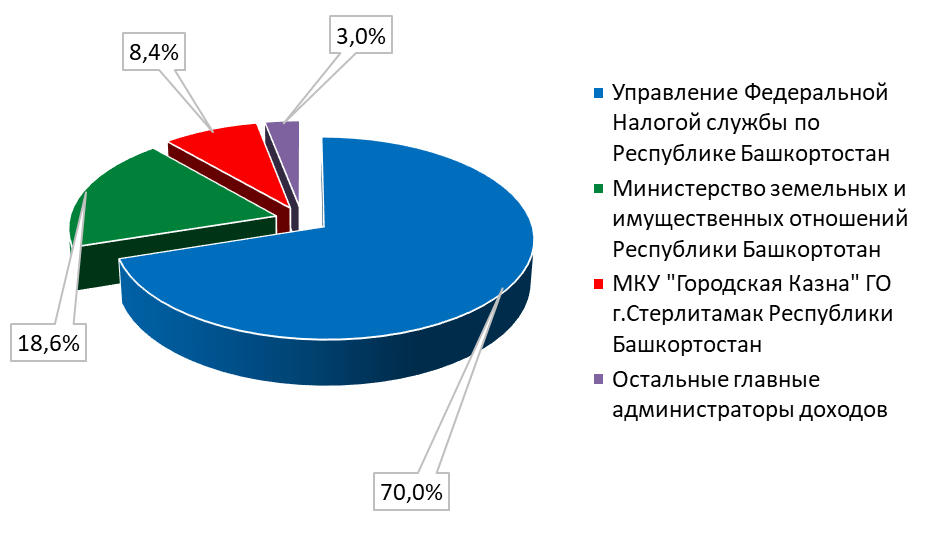 3,0%
8,4%
18,6%
70,0%
Управление Федеральной
Налогой службы по
Республике Башкортостан
Министерство земельных и
имущественных отношений
Республики Башкортотан
МКУ "Городская Казна" ГО
г.Стерлитамак Республики
Башкортостан
Остальные главные
администраторы доходов